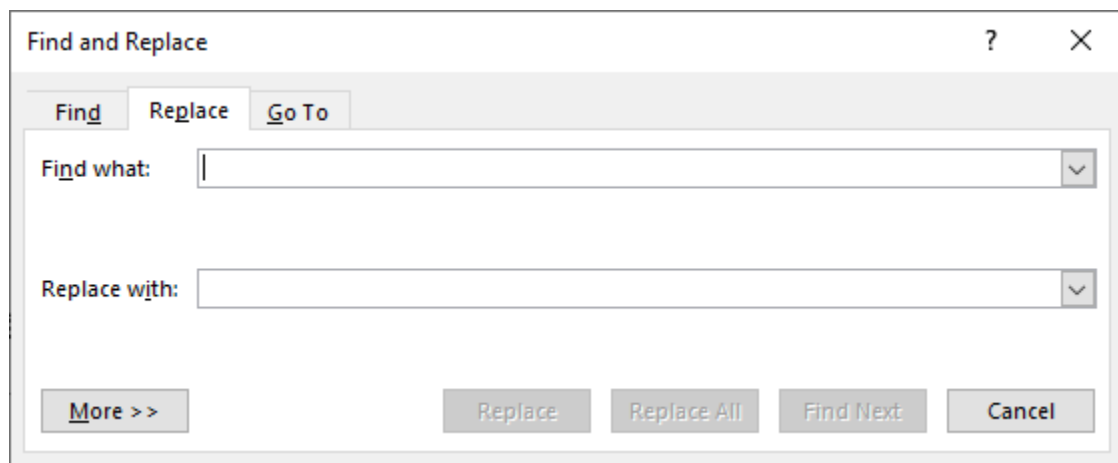 Find and Replace ?
Find Replace Go To
Find what:
Replace with:
More >> Replace Replace All Find Next Cancel